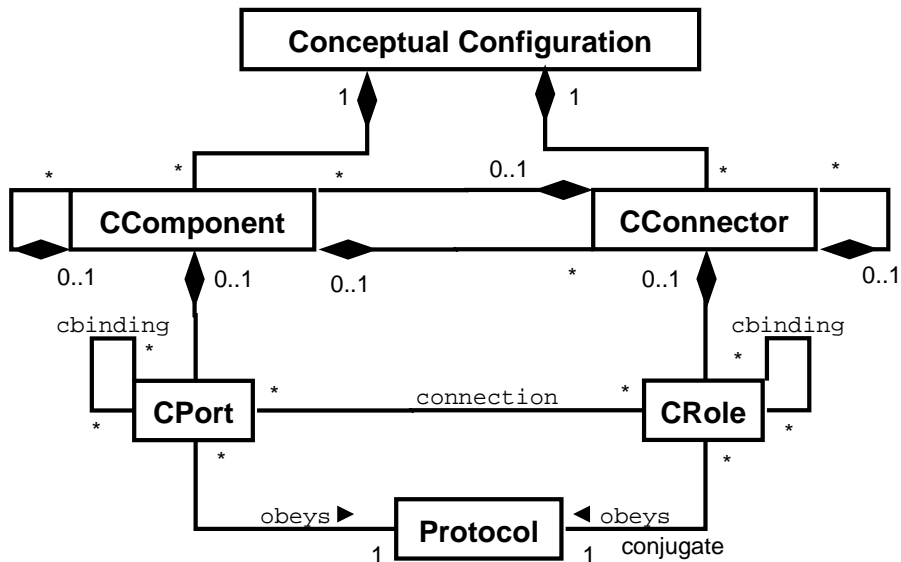 Conceptual Configuration
1 1
* * 0..1 * * *
CComponent CConnector
0..1 0..1 0..1 * 0..1 0..1
cbinding cbinding
* *
CPort * connection * CRole
* * * *
obeys Protocol obeys
1 1 conjugate